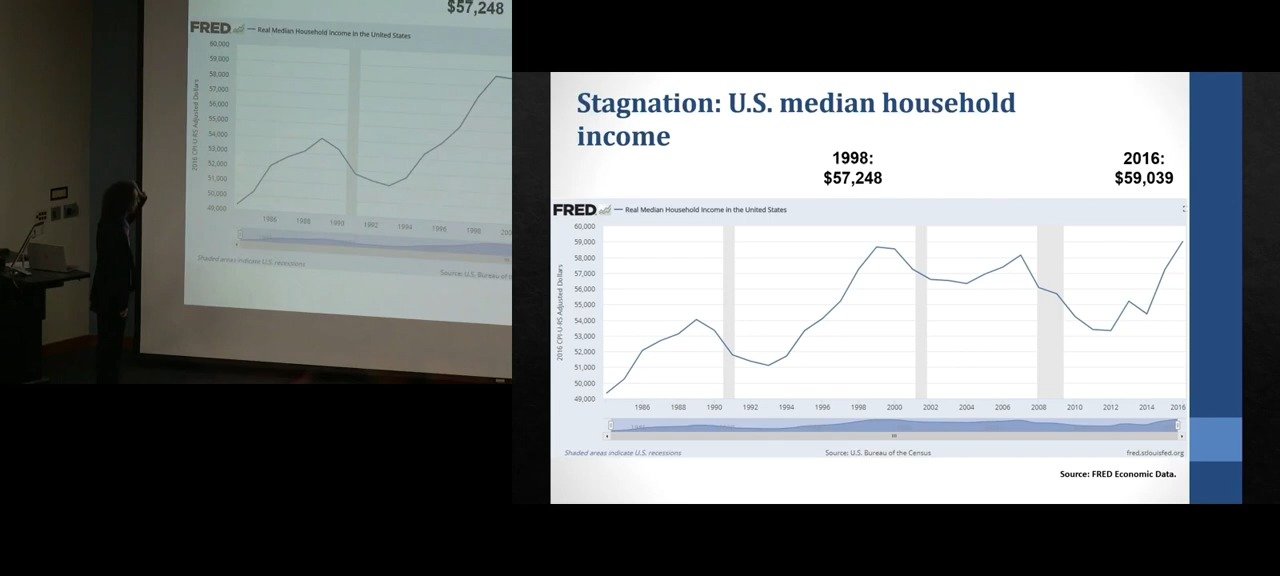 $57,248
FRED — Real Median Household Income in the United States
60,000
59,000
58,000
57,000
56,000
55,000
54,000
53,000
52,000
51,000
50,000
49,000
2016 CPI-U-RS Adjusted Dollars
1986 1988 1990 1992 1994 1996 1998 200
Shaded areas indicate U.S. recessions
Source: U.S. Bureau of
Stagnation: U.S. median household
income
1998:
$57,248
2016:
$59,039
FRED — Real Median Household Income in the United States
60,000
59,000
58,000
57,000
56,000
55,000
54,000
53,000
52,000
51,000
50,000
49,000
2016 CPI-U-RS Adjusted Dollars
1986 1988 1990 1992 1994 1996 1998 2000 2002 2004 2006 2008 2010 2012 2014 2016
Shaded areas indicate U.S. recessions
Source: U.S. Bureau of the Census
fred.stlouisfed.org
Source: FRED Economic Data.